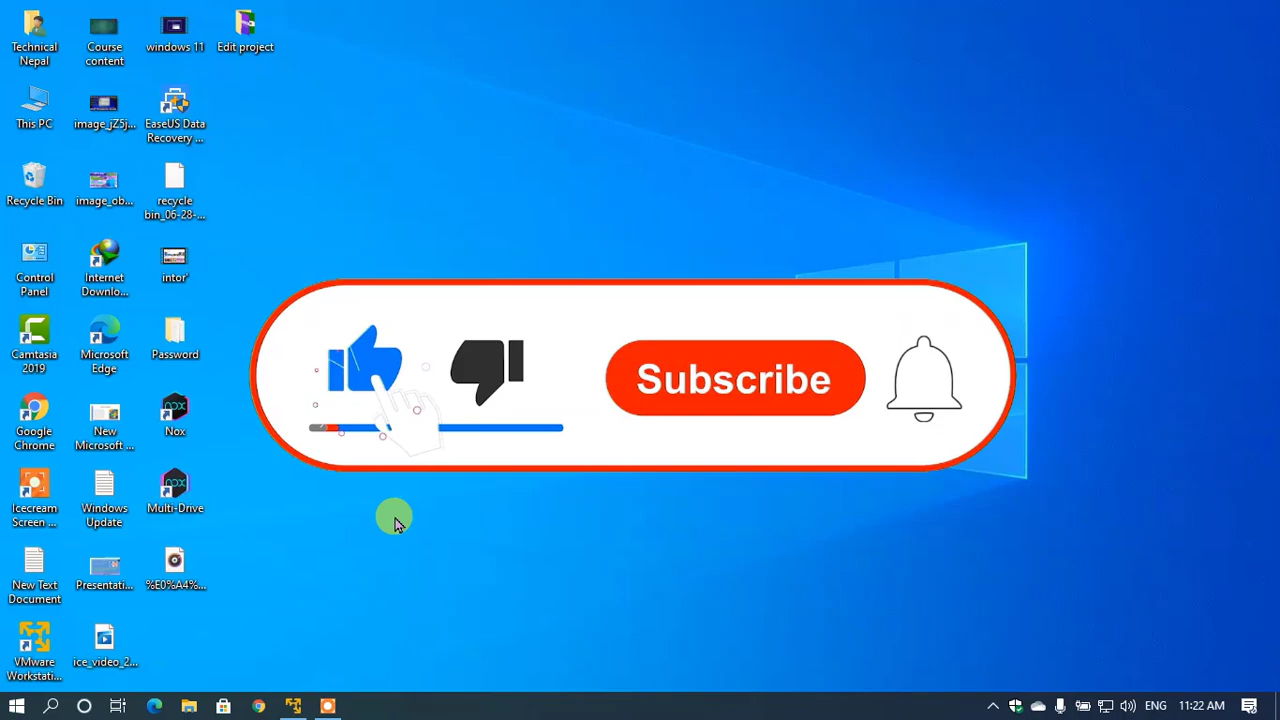 Technical
Nepal
Course
content
windows 11
Edit project
This PC
image_jZ5j...
EaseUS Data
Recovery ...
Recycle Bin
image_ob...
recycle
bin_06-28-...
Control
Panel
Internet
Downlo...
intor'
Camtasia
2019
Microsoft
Edge
Password
Google
Chrome
New
Microsoft ...
Nox
Icecream
Screen ...
Windows
Update
Multi-Drive
New Text
Document
Presentati...
%E0%A4%...
VMware
Workstati...
ice_video_2...
Subscribe
ENG
11:22 AM